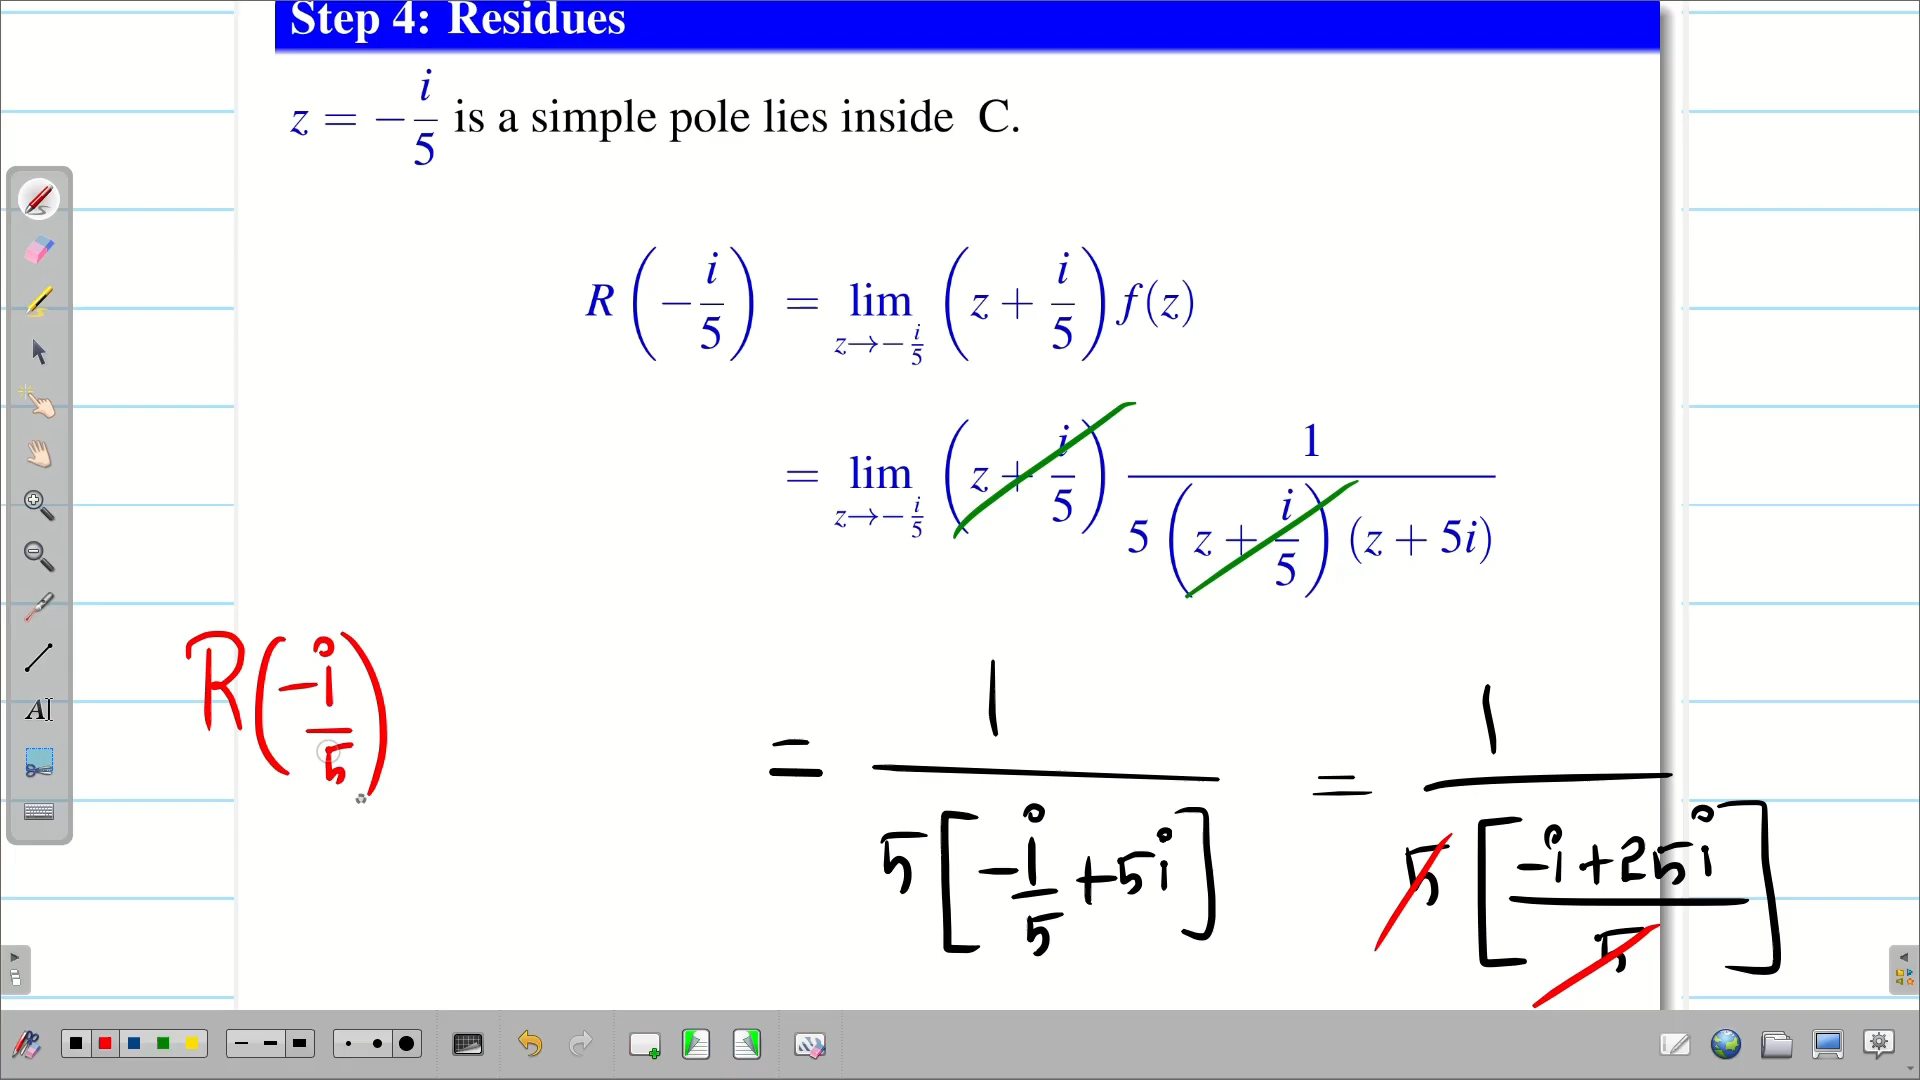 Step 4: Residues
z = −i/5 is a simple pole lies inside C.
R(−i/5) = lim_{z→−i/5} (z + i/5) f(z)
= lim_{z→−i/5} (z + i/5) 1/(5(z + i/5)(z + 5i))
R(-i/5)
= 1/(5[-i/5 + 5i]) = 1/(5[(-i+25i)/5])